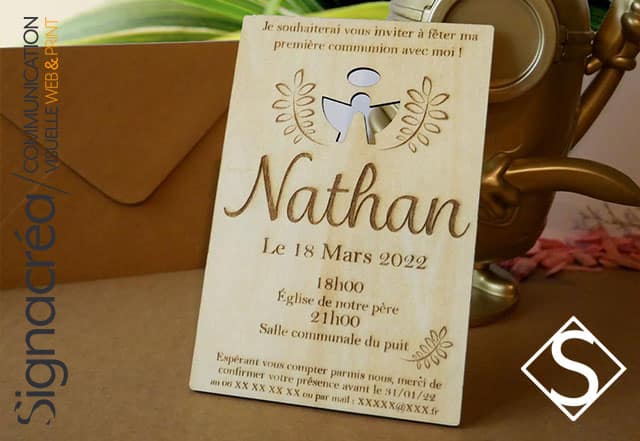 Je souhaiterai vous inviter à fêter ma
première communion avec moi !
Nathan
Le 18 Mars 2022
18h00
Église de notre père
21h00
Salle communale du puit
Espérant vous compter parmis nous, merci de
confirmer votre présence avant le 31/01/22
au 06 XX XX XX XX ou par mail : XXXXX@XXX.fr
Signacréa/
COMMUNICATION
VISUELLE WEB & PRINT
S